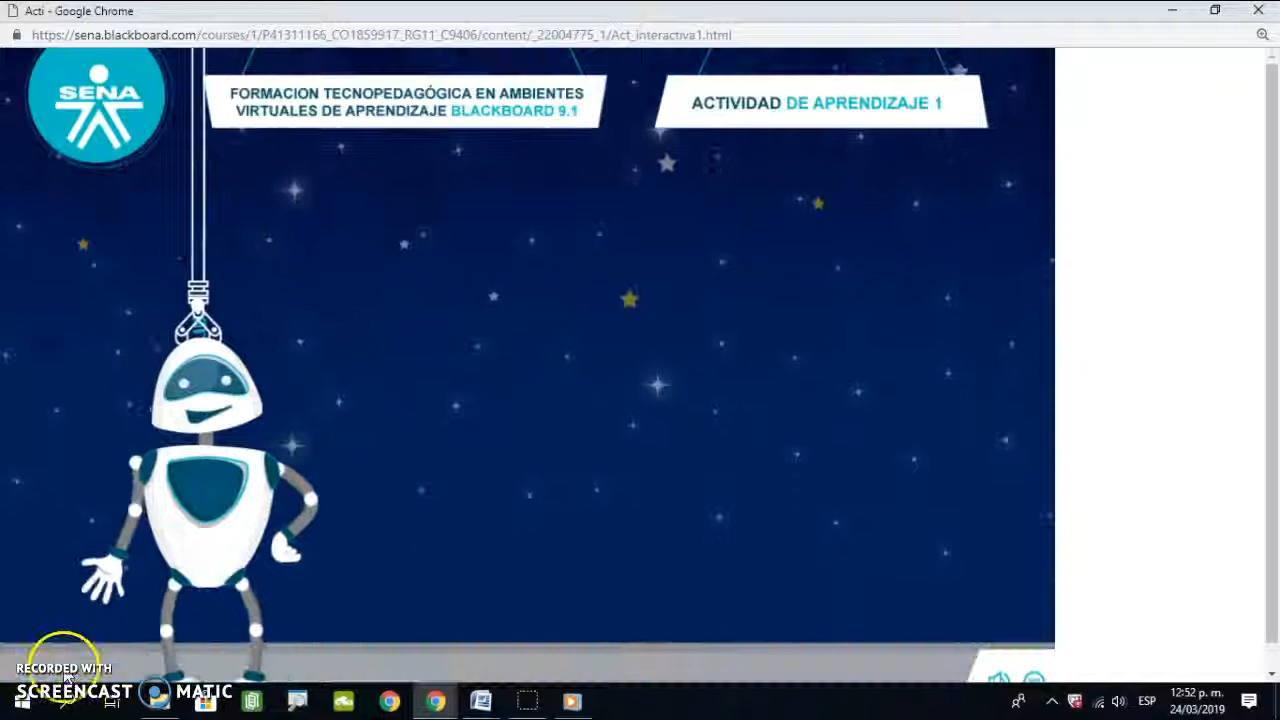 Acti - Google Chrome
https://sena.blackboard.com/courses/1/P41311166_CO1859917_RG11_C9406/content/_22004775_1/Act_interactiva1.html
SENA
FORMACION TECNOPEDAGÓGICA EN AMBIENTES
VIRTUALES DE APRENDIZAJE BLACKBOARD 9.1
ACTIVIDAD DE APRENDIZAJE 1
RECORDED WITH
SCREENCAST MATIC
ESP
12:52 p. m.
24/03/2019